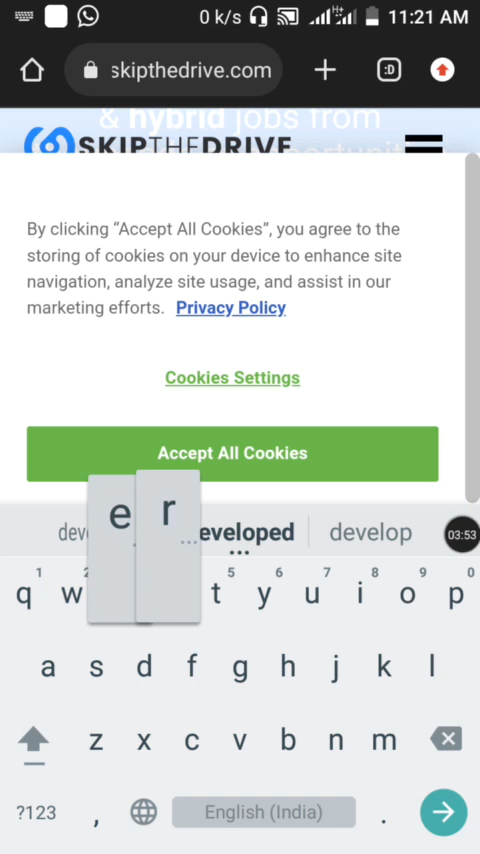 0 k/s H+ 11:21 AM
skipthedrive.com :D
& hybrid jobs from
SKIPTHEDRIVE
By clicking “Accept All Cookies”, you agree to the
storing of cookies on your device to enhance site
navigation, analyze site usage, and assist in our
marketing efforts. Privacy Policy
Cookies Settings
Accept All Cookies
e r
eveloped develop 03:53
1 5 6 7 8 9 0
q w t y u i o p
a s d f g h j k l
z x c v b n m
?123 , English (India) .